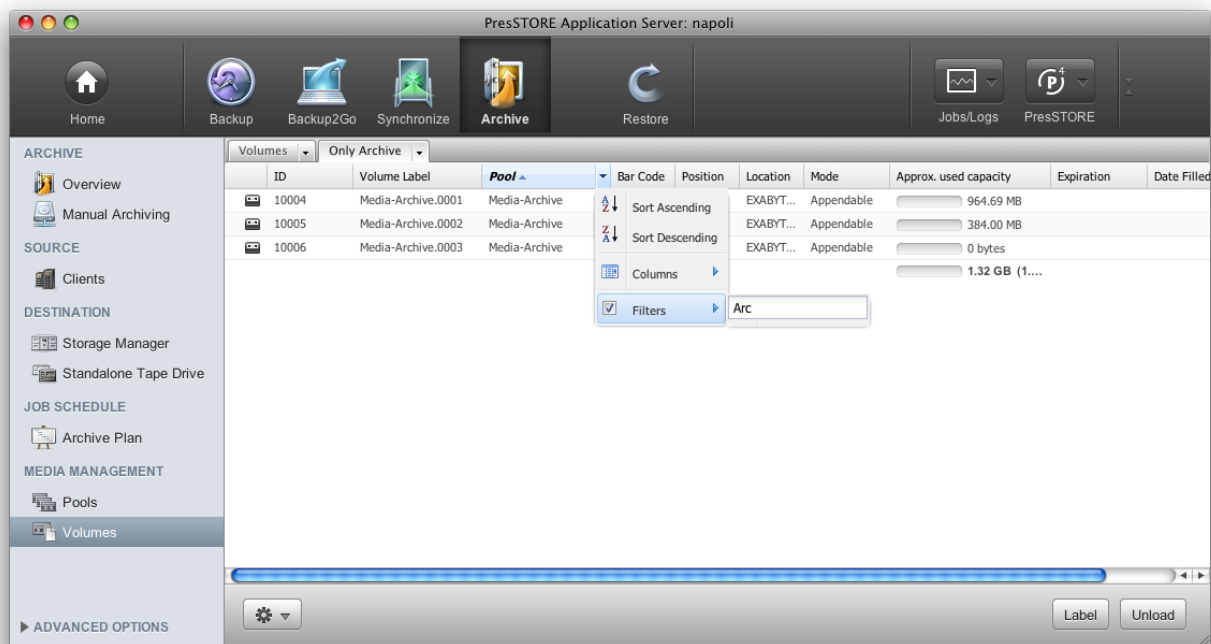 PresSTORE Application Server: napoli
Home
Backup
Backup2Go
Synchronize
Archive
Restore
Jobs/Logs
PresSTORE
P4
ARCHIVE
Overview
Manual Archiving
SOURCE
Clients
DESTINATION
Storage Manager
Standalone Tape Drive
JOB SCHEDULE
Archive Plan
MEDIA MANAGEMENT
Pools
Volumes
ADVANCED OPTIONS
Volumes Only Archive
ID Volume Label Pool Bar Code Position Location Mode Approx. used capacity Expiration Date Filled
10004 Media-Archive.0001 Media-Archive EXABYT... Appendable 964.69 MB
10005 Media-Archive.0002 Media-Archive EXABYT... Appendable 384.00 MB
10006 Media-Archive.0003 Media-Archive EXABYT... Appendable 0 bytes
1.32 GB (1....
A Z Sort Ascending
Z A Sort Descending
Columns
Filters Arc
Label Unload